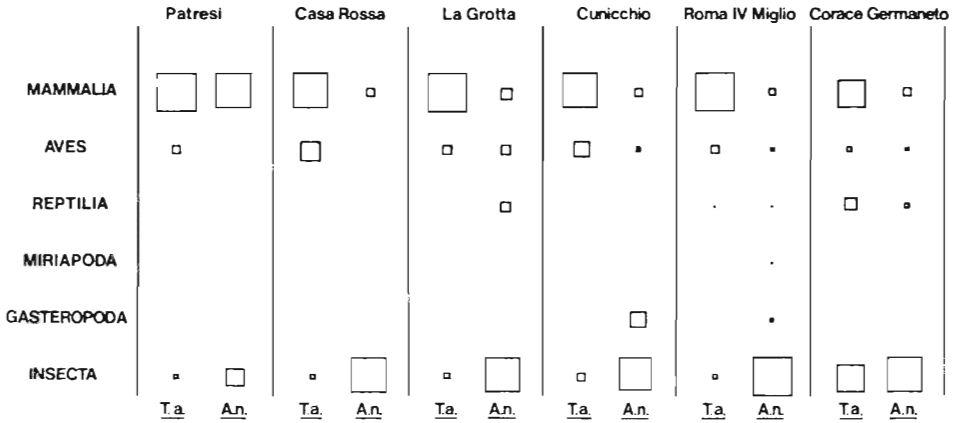 Patresi Casa Rossa La Grotta Cunicchio Roma IV Miglio Corace Germaneto
MAMMALIA
AVES
REPTILIA
MIRIAPODA
GASTEROPODA
INSECTA
T.a. A.n. T.a. A.n. T.a. A.n. T.a. A.n. T.a. A.n. T.a. A.n.